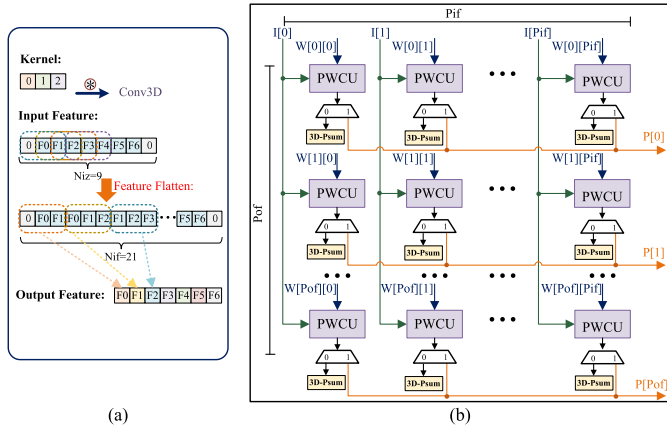 Kernel:
0 1 2
Conv3D
Input Feature:
0 F0 F1 F2 F3 F4 F5 F6 0
Niz=9
Feature Flatten:
0 F0 F1 F0 F1 F2 F1 F2 F3 ••• F5 F6 0
Nif=21
Output Feature: F0 F1 F2 F3 F4 F5 F6
(a)
Pif
I[0] I[1] I[Pif]
W[0][0] W[0][1] W[0][Pif]
PWCU PWCU ••• PWCU
0 1 0 1 0 1
3D-Psum 3D-Psum 3D-Psum
P[0]
Pof
W[1][0] W[1][1] W[1][Pif]
PWCU PWCU ••• PWCU
0 1 0 1 0 1
3D-Psum 3D-Psum 3D-Psum
P[1]
••• ••• •••
W[Pof][0] W[Pof][1] W[Pof][Pif]
PWCU PWCU ••• PWCU
0 1 0 1 0 1
3D-Psum 3D-Psum 3D-Psum
P[Pof]
(b)